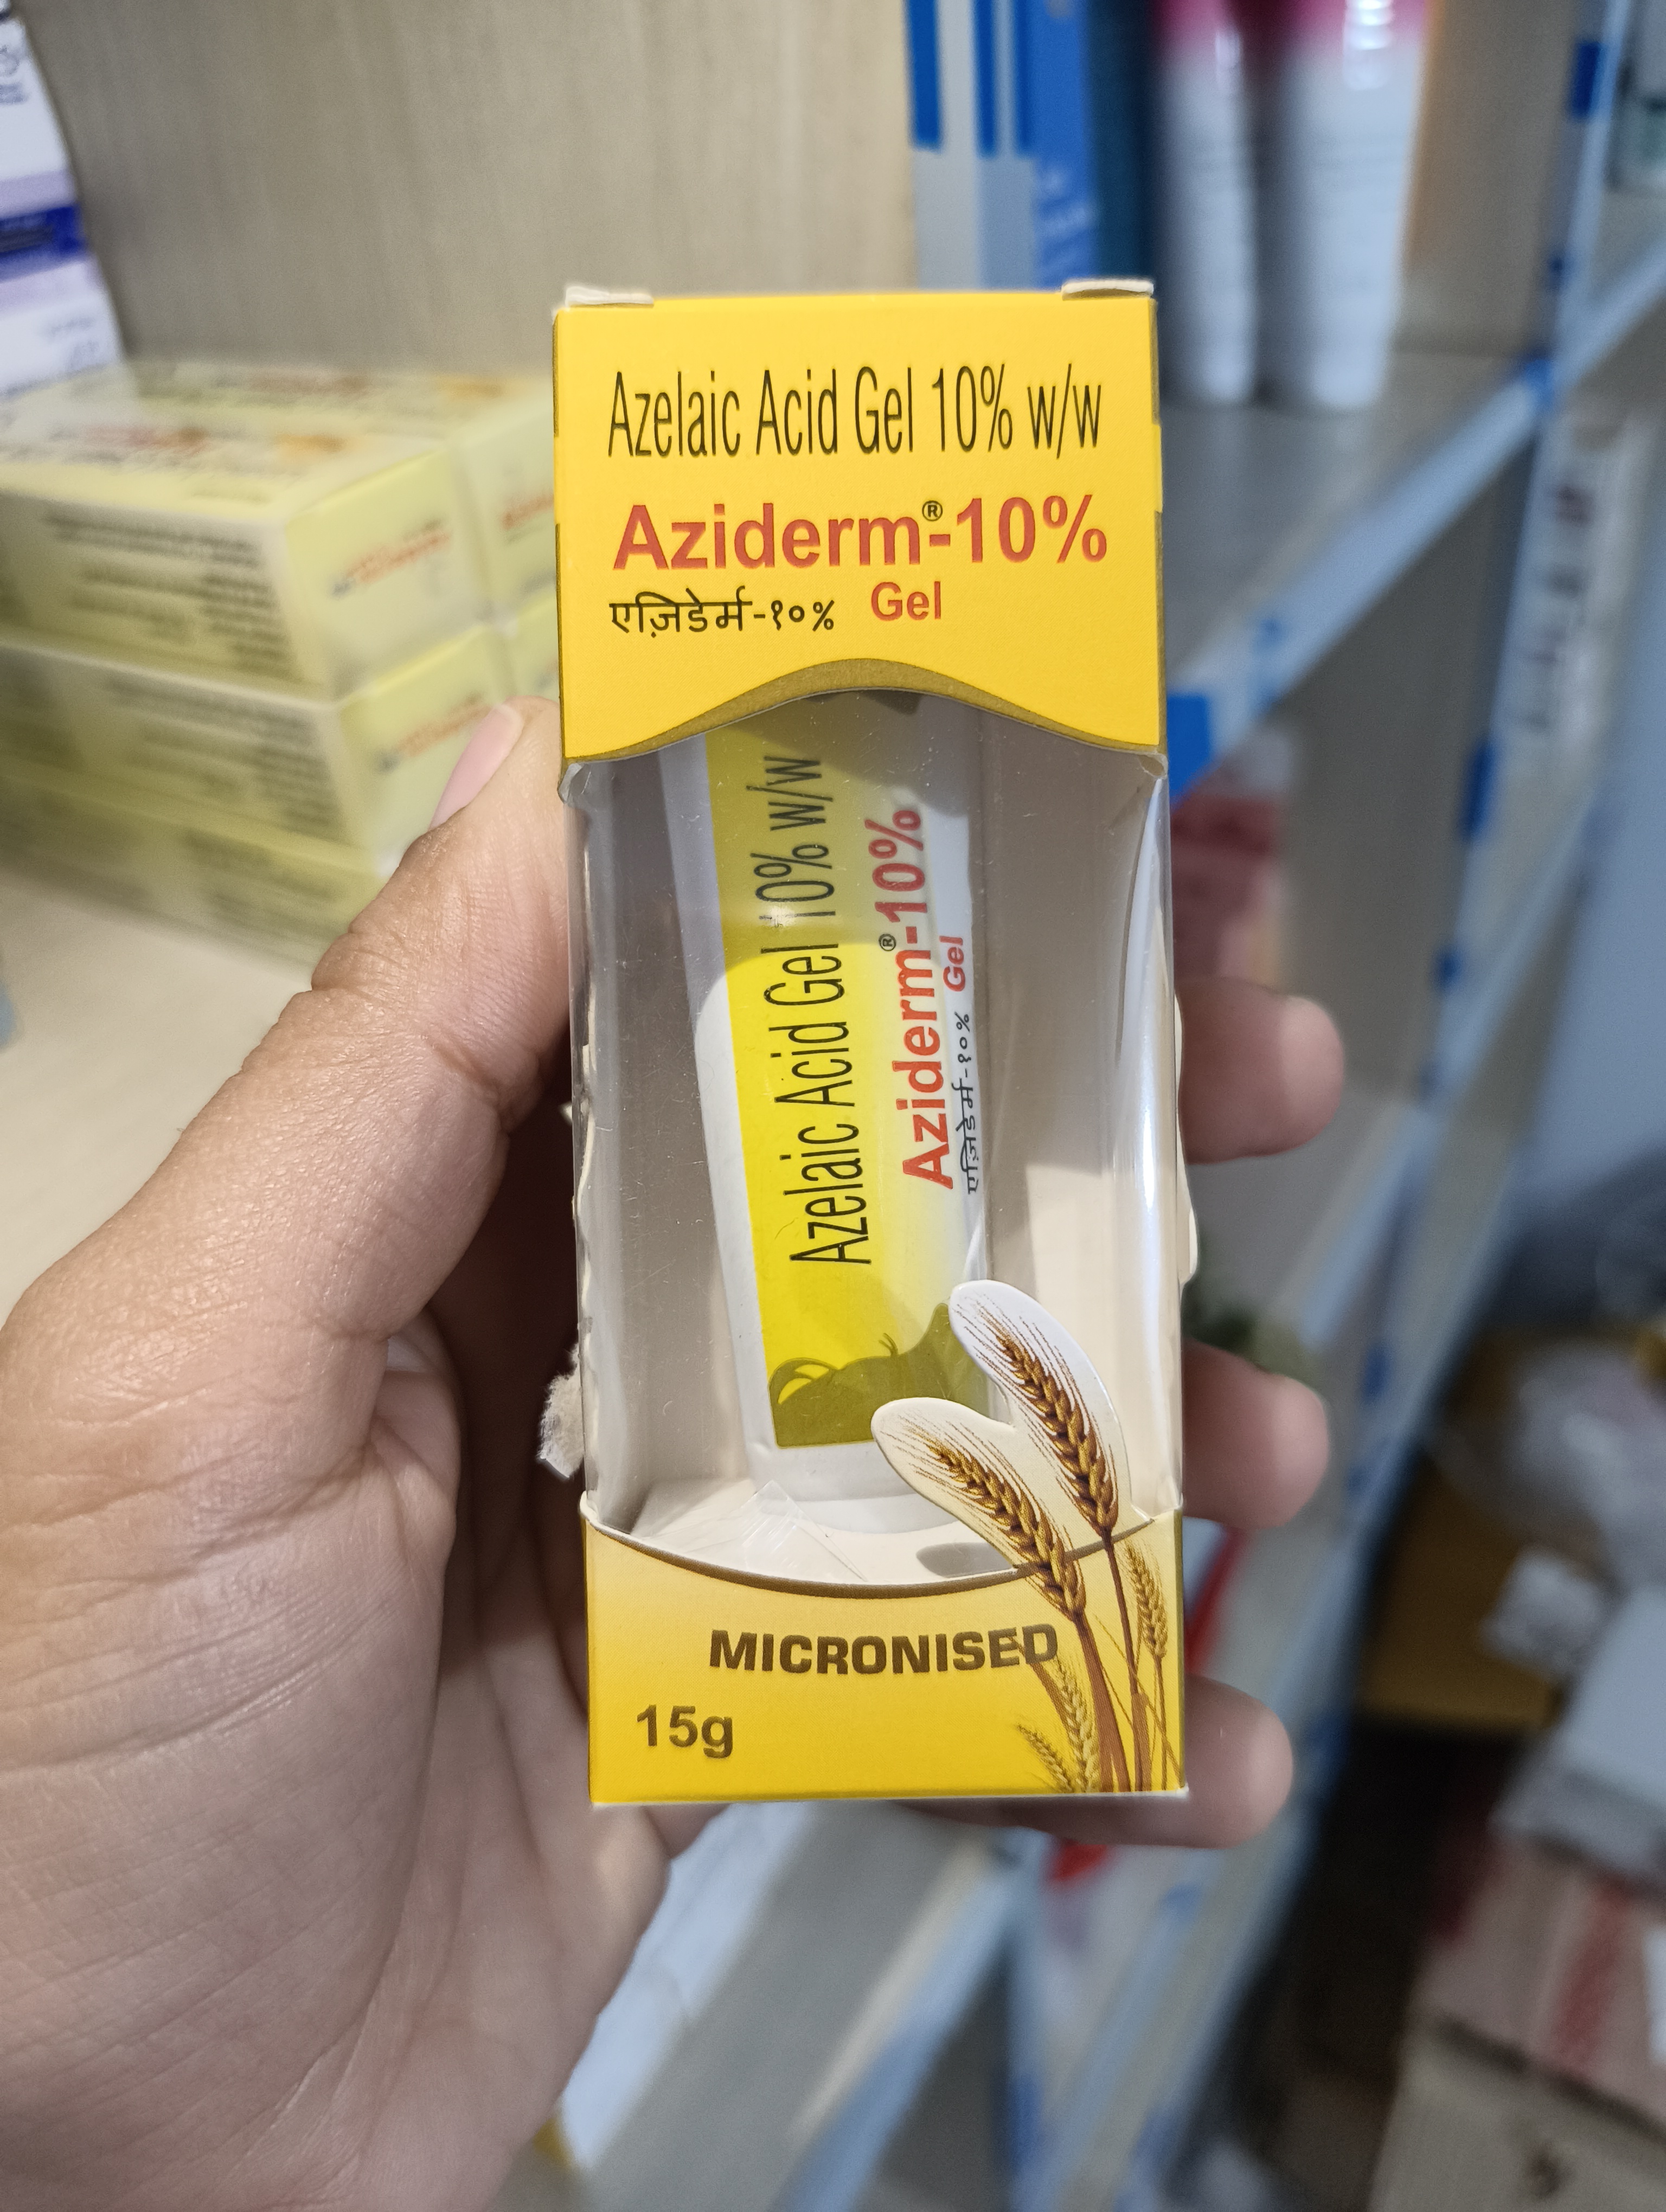 Azelaic Acid Gel 10% w/w
Aziderm®-10%
एज़िडेर्म-१०% Gel
Azelaic Acid Gel 10% w/w
Aziderm®-10%
एज़िडेर्म-१०% Gel
MICRONISED
15g